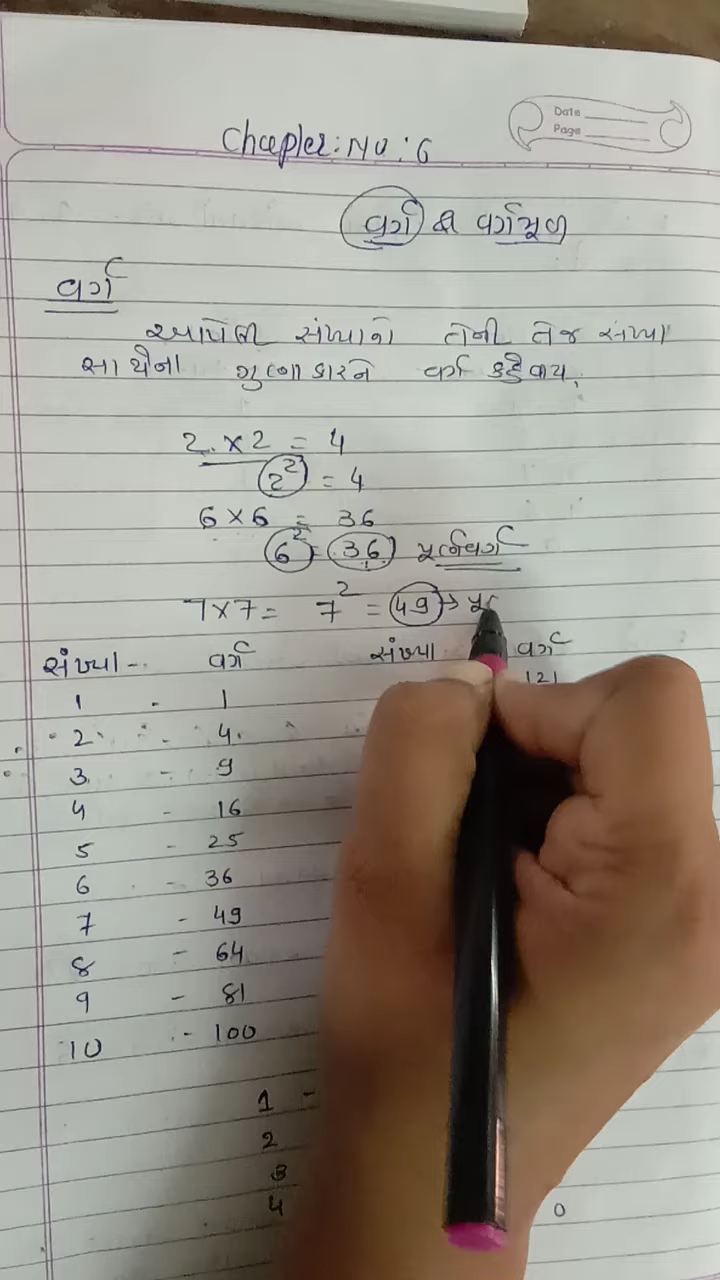 Date
Page
Chapter: NO : 6
વર્ગ & વર્ગમૂળ
વર્ગ
આપેલી સંખ્યાનો તેની તેજ સંખ્યા
સાથેના ગુણાકારને વર્ગ કહેવાય.
2 × 2 = 4
2² = 4
6 × 6 = 36
6² = 36 પૂર્ણવર્ગ
7 × 7 = 7² = 49 → પૂ
સંખ્યા - વર્ગ સંખ્યા વર્ગ
1 - 1 121
2 - 4
3 - 9
4 - 16
5 - 25
6 - 36
7 - 49
8 - 64
9 - 81
10 - 100
1 -
2
3
4 0